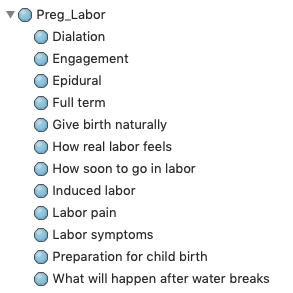 Preg_Labor
Dialation
Engagement
Epidural
Full term
Give birth naturally
How real labor feels
How soon to go in labor
Induced labor
Labor pain
Labor symptoms
Preparation for child birth
What will happen after water breaks